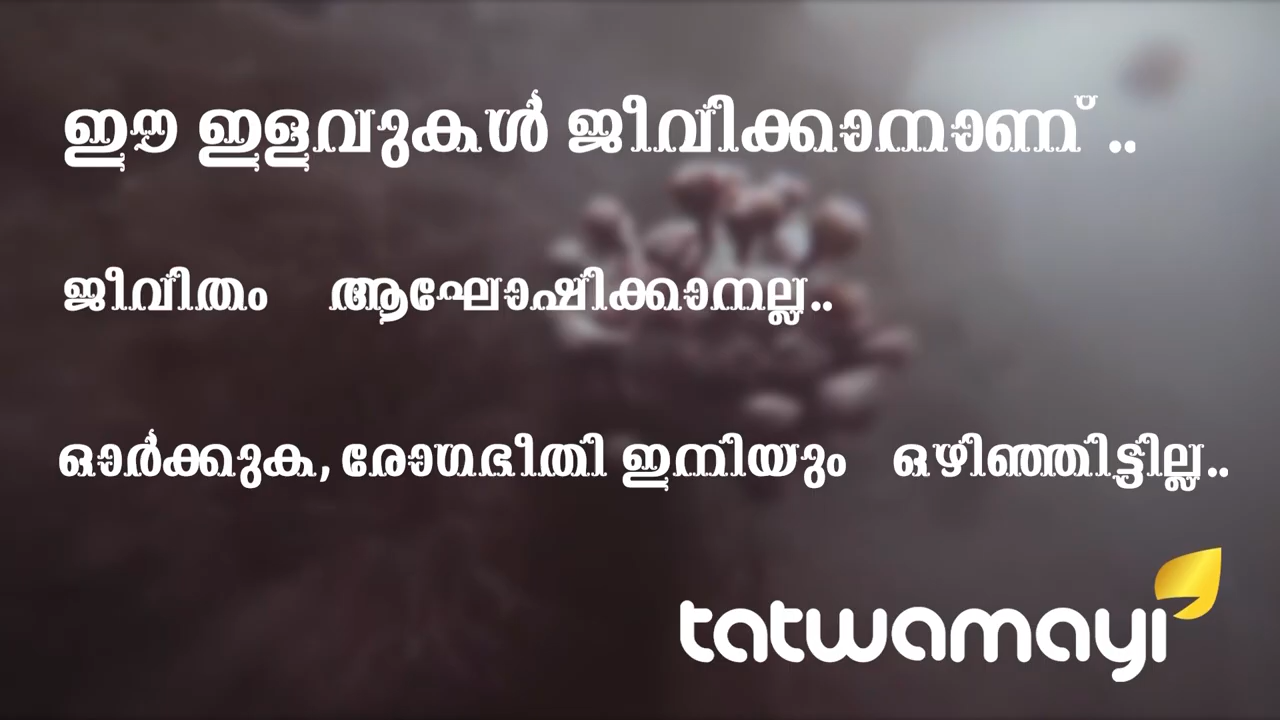 ഈ ഇളവുകൾ ജീവിക്കാനാണ് ..
ജീവിതം ആഘോഷിക്കാനല്ല..
ഓർക്കുക, രോഗഭീതി ഇനിയും ഒഴിഞ്ഞിട്ടില്ല..
tatwamayi